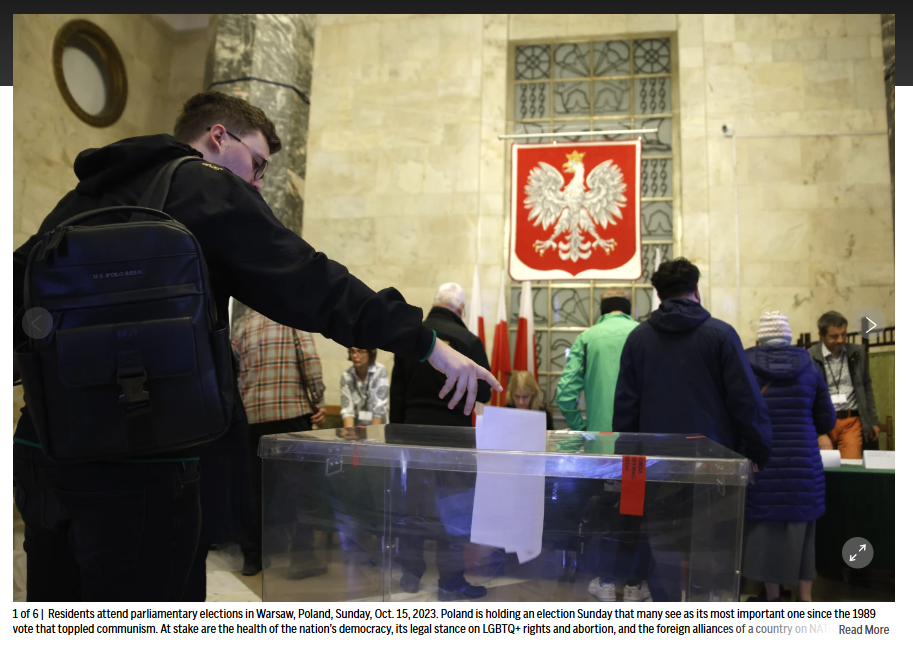 U.S. POLO ASSN.
1 of 6 | Residents attend parliamentary elections in Warsaw, Poland, Sunday, Oct. 15, 2023. Poland is holding an election Sunday that many see as its most important one since the 1989
vote that toppled communism. At stake are the health of the nation's democracy, its legal stance on LGBTQ+ rights and abortion, and the foreign alliances of a country on NAT Read More